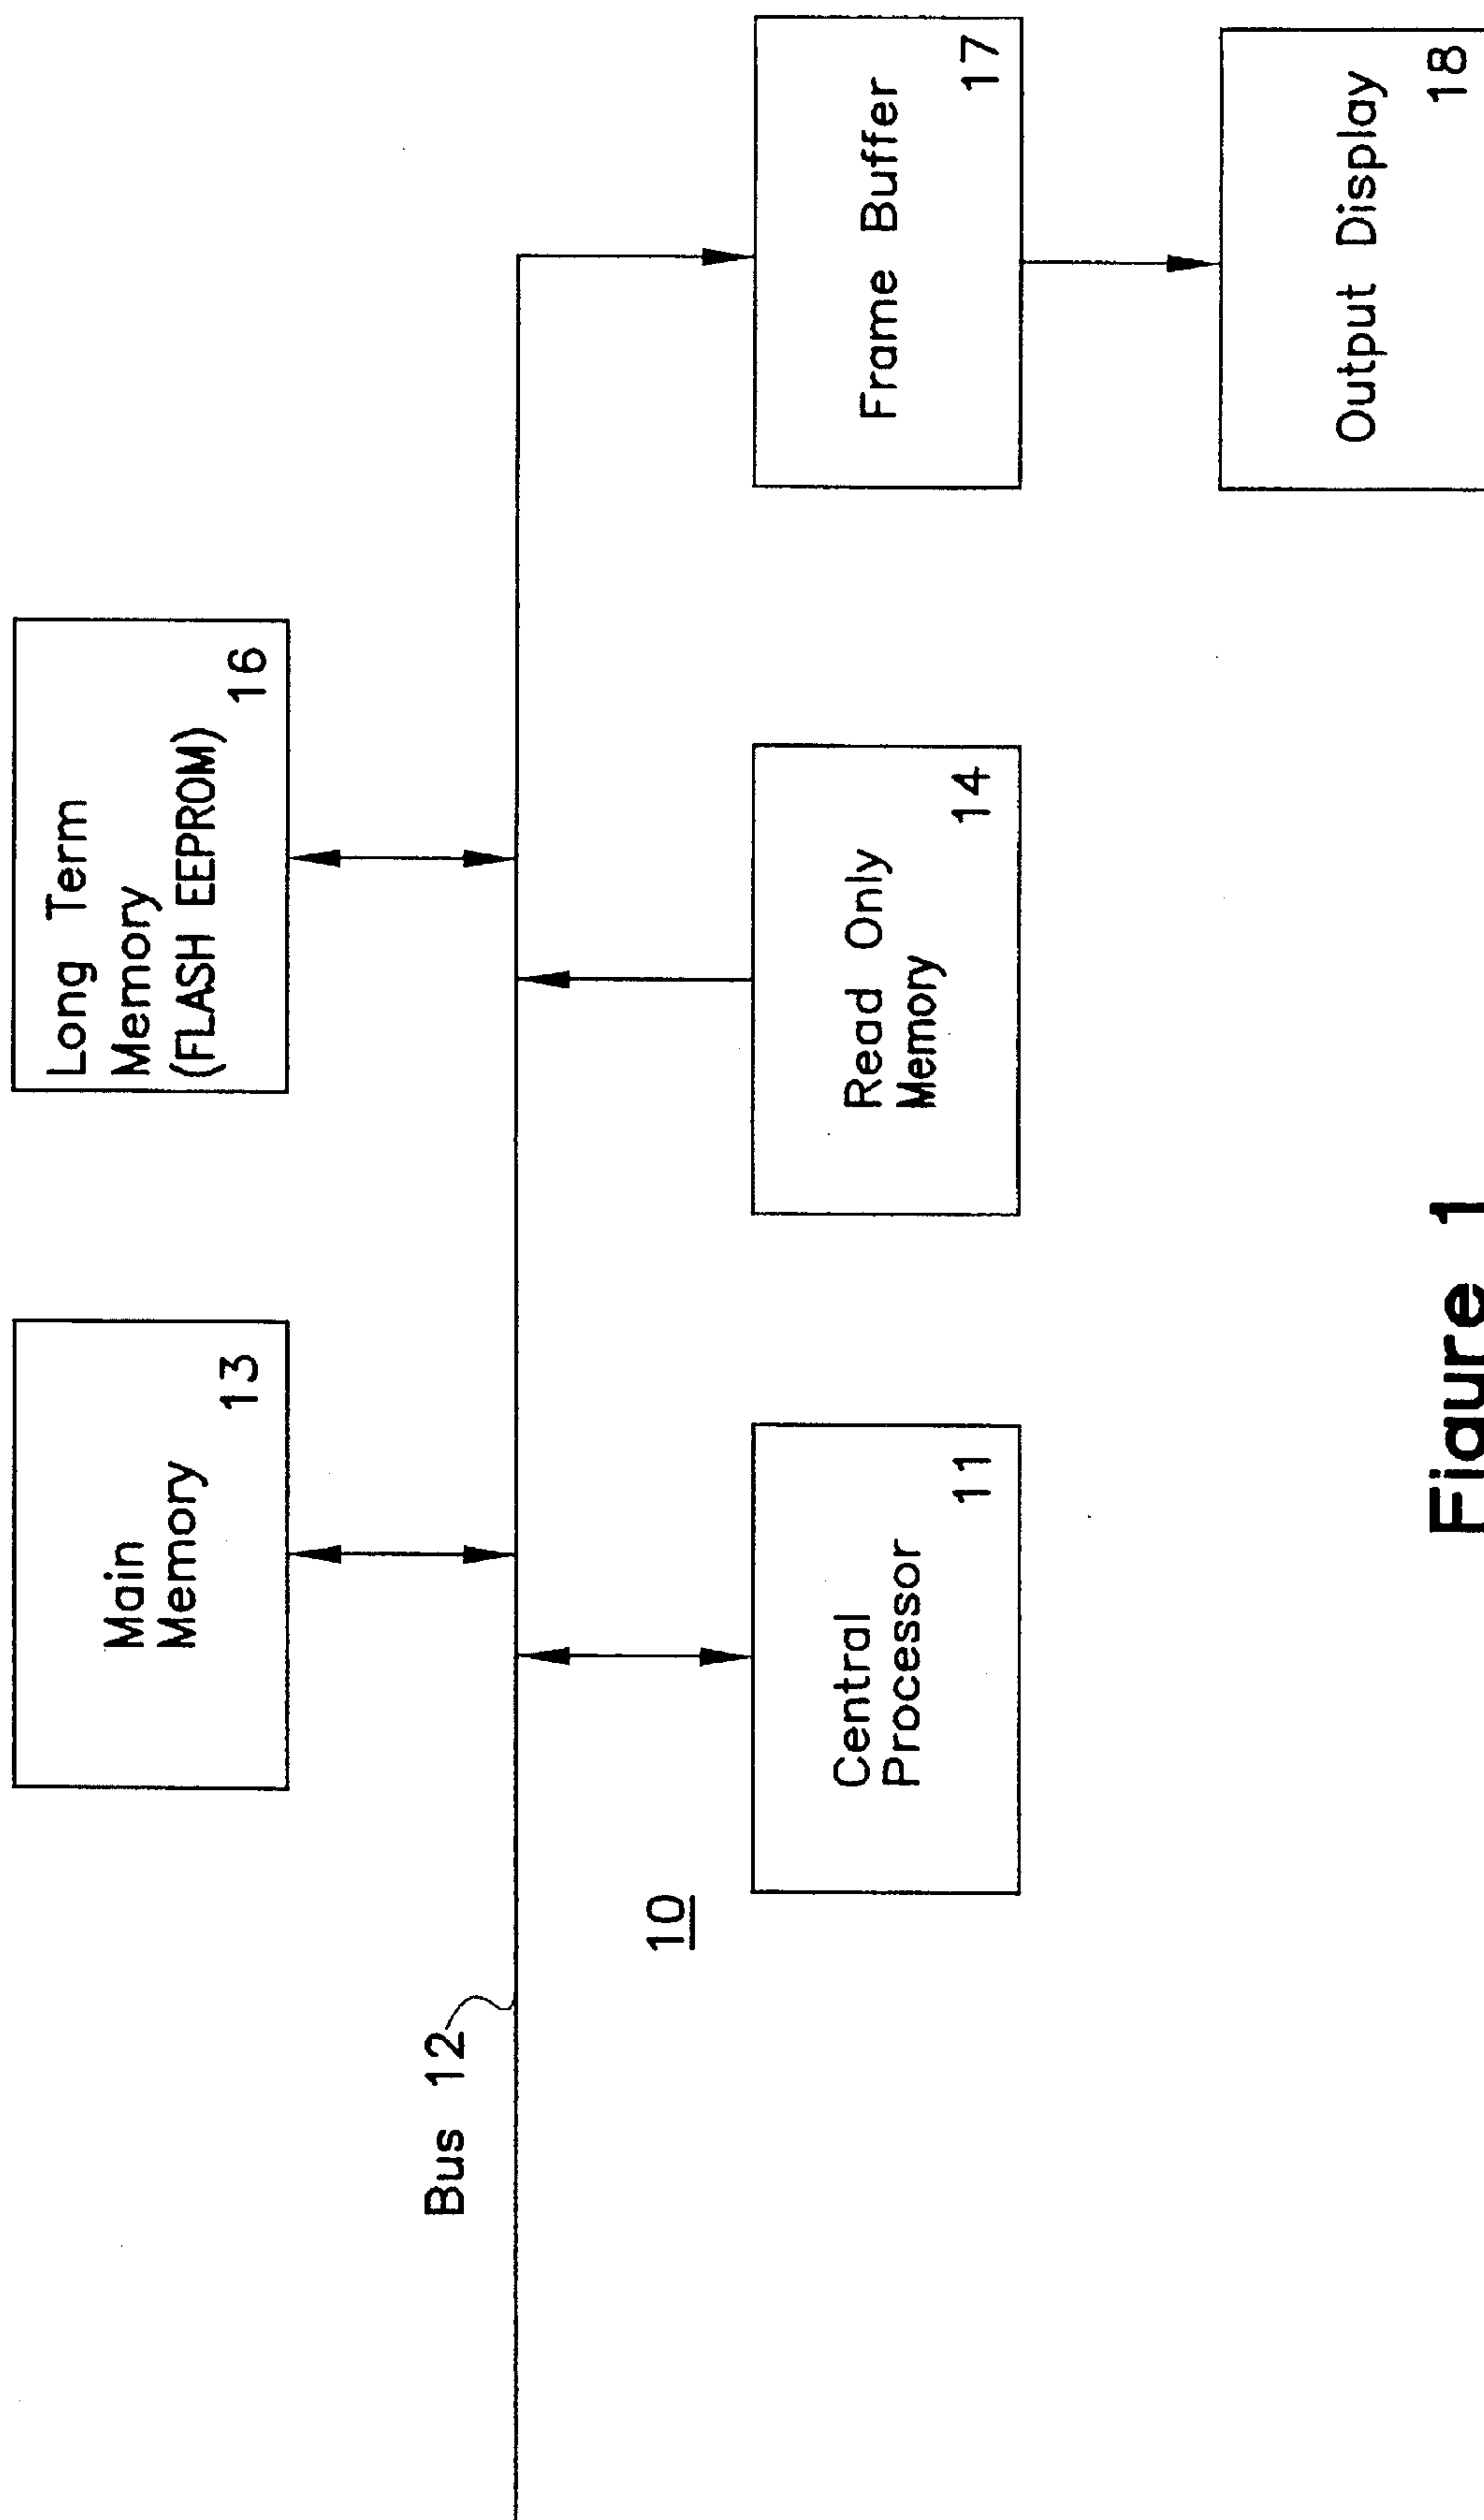 Main
Memory
13
Long Term
Memory
(FLASH EEPROM)
16
Bus 12
10
Central
Processor
11
Read Only
Memory
14
Frame Buffer
17
Output Display
18
Figure 1